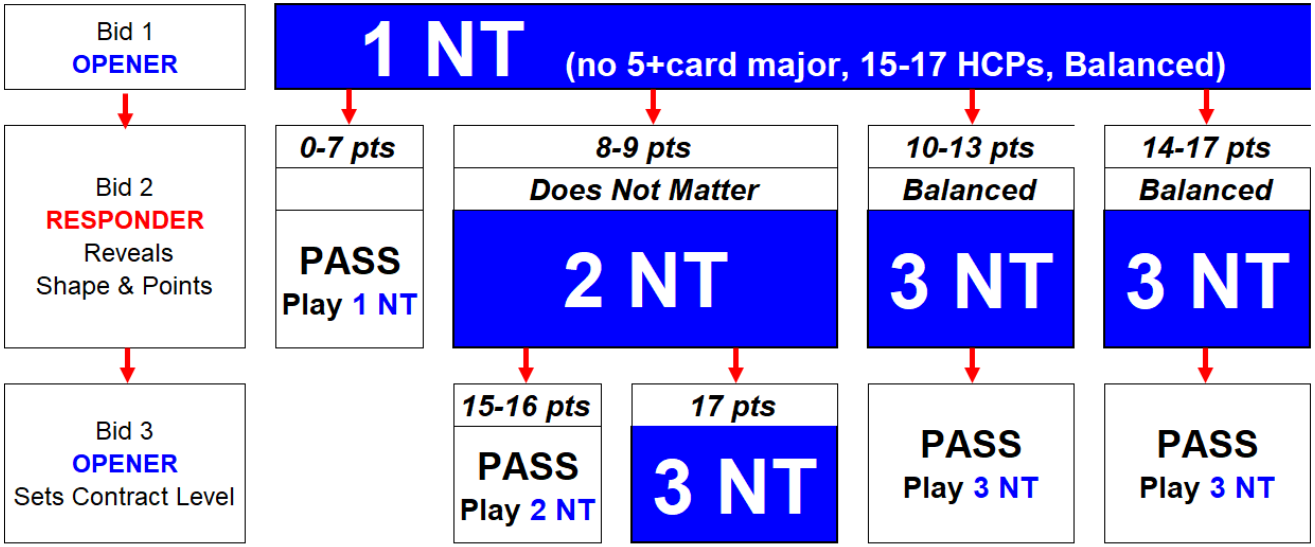 Bid 1
OPENER
1 NT (no 5+card major, 15-17 HCPs, Balanced)
Bid 2
RESPONDER
Reveals
Shape & Points
0-7 pts
PASS
Play 1 NT
8-9 pts
Does Not Matter
2 NT
10-13 pts
Balanced
3 NT
14-17 pts
Balanced
3 NT
Bid 3
OPENER
Sets Contract Level
15-16 pts
PASS
Play 2 NT
17 pts
3 NT
PASS
Play 3 NT
PASS
Play 3 NT